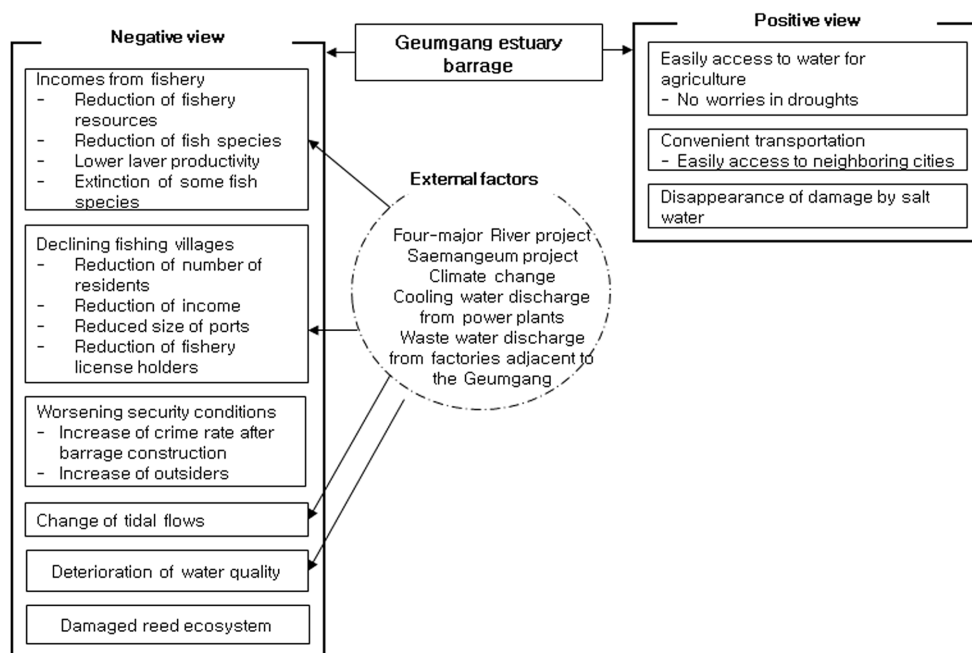 Negative view
Incomes from fishery
- Reduction of fishery
resources
- Reduction of fish species
- Lower laver productivity
- Extinction of some fish
species
Declining fishing villages
- Reduction of number of
residents
- Reduction of income
- Reduced size of ports
- Reduction of fishery
license holders
Worsening security conditions
- Increase of crime rate after
barrage construction
- Increase of outsiders
Change of tidal flows
Deterioration of water quality
Damaged reed ecosystem
Geumgang estuary
barrage
External factors
Four-major River project
Saemangeum project
Climate change
Cooling water discharge
from power plants
Waste water discharge
from factories adjacent to
the Geumgang
Positive view
Easily access to water for
agriculture
- No worries in droughts
Convenient transportation
- Easily access to neighboring cities
Disappearance of damage by salt
water